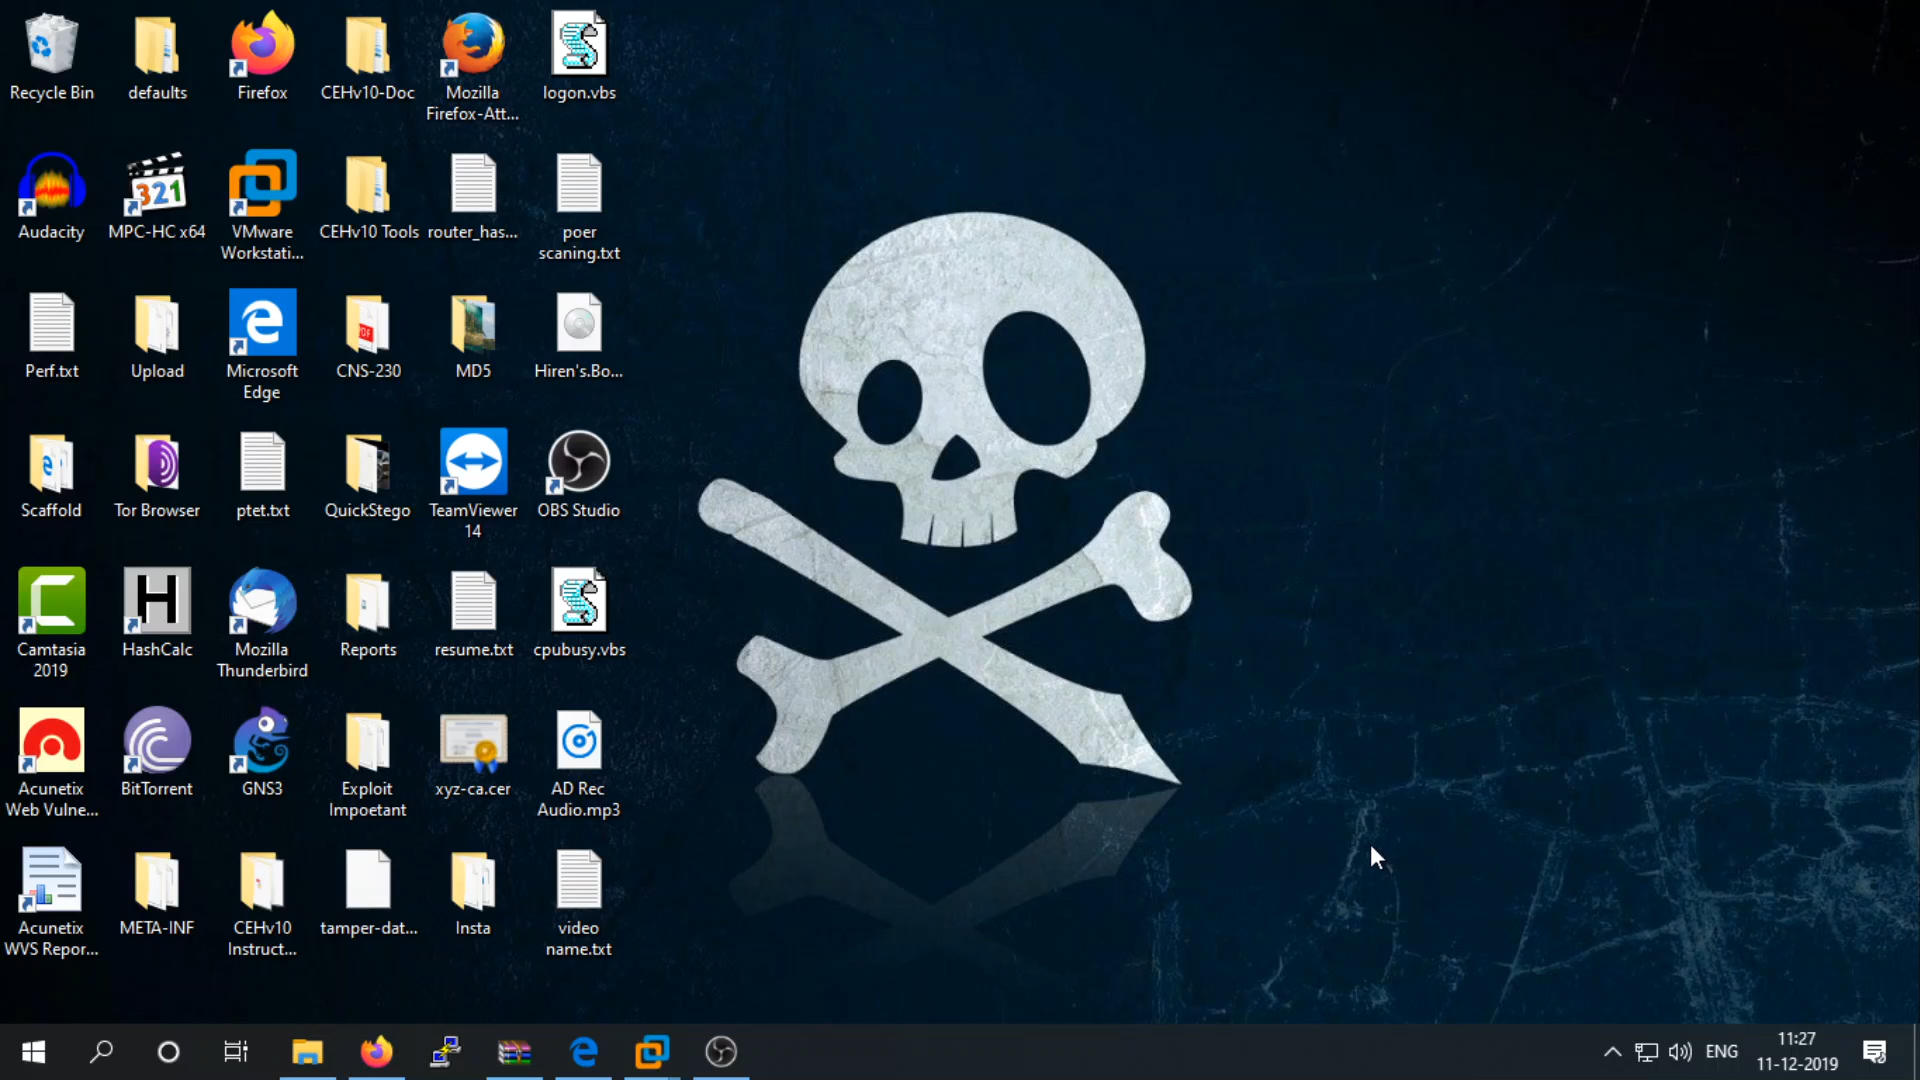 Recycle Bin
defaults
Firefox
CEHv10-Doc
Mozilla
Firefox-Att...
logon.vbs
Audacity
321
MPC-HC x64
VMware
Workstati...
CEHv10 Tools
router_has...
poer
scaning.txt
Perf.txt
Upload
Microsoft
Edge
PDF
CNS-230
MD5
Hiren's.Bo...
Scaffold
Tor Browser
ptet.txt
QuickStego
TeamViewer
14
OBS Studio
Camtasia
2019
H
HashCalc
Mozilla
Thunderbird
Reports
resume.txt
cpubusy.vbs
Acunetix
Web Vulne...
BitTorrent
GNS3
Exploit
Impoetant
xyz-ca.cer
AD Rec
Audio.mp3
Acunetix
WVS Repor...
META-INF
CEHv10
Instruct...
tamper-dat...
Insta
video
name.txt
ENG
11:27
11-12-2019